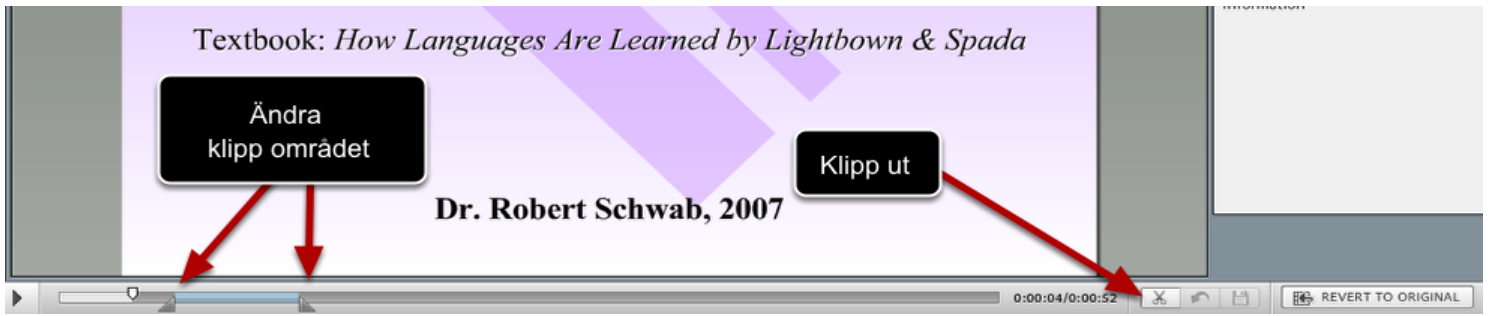 Information
Textbook: How Languages Are Learned by Lightbown & Spada
Ändra
klipp området
Klipp ut
Dr. Robert Schwab, 2007
0:00:04/0:00:52
REVERT TO ORIGINAL